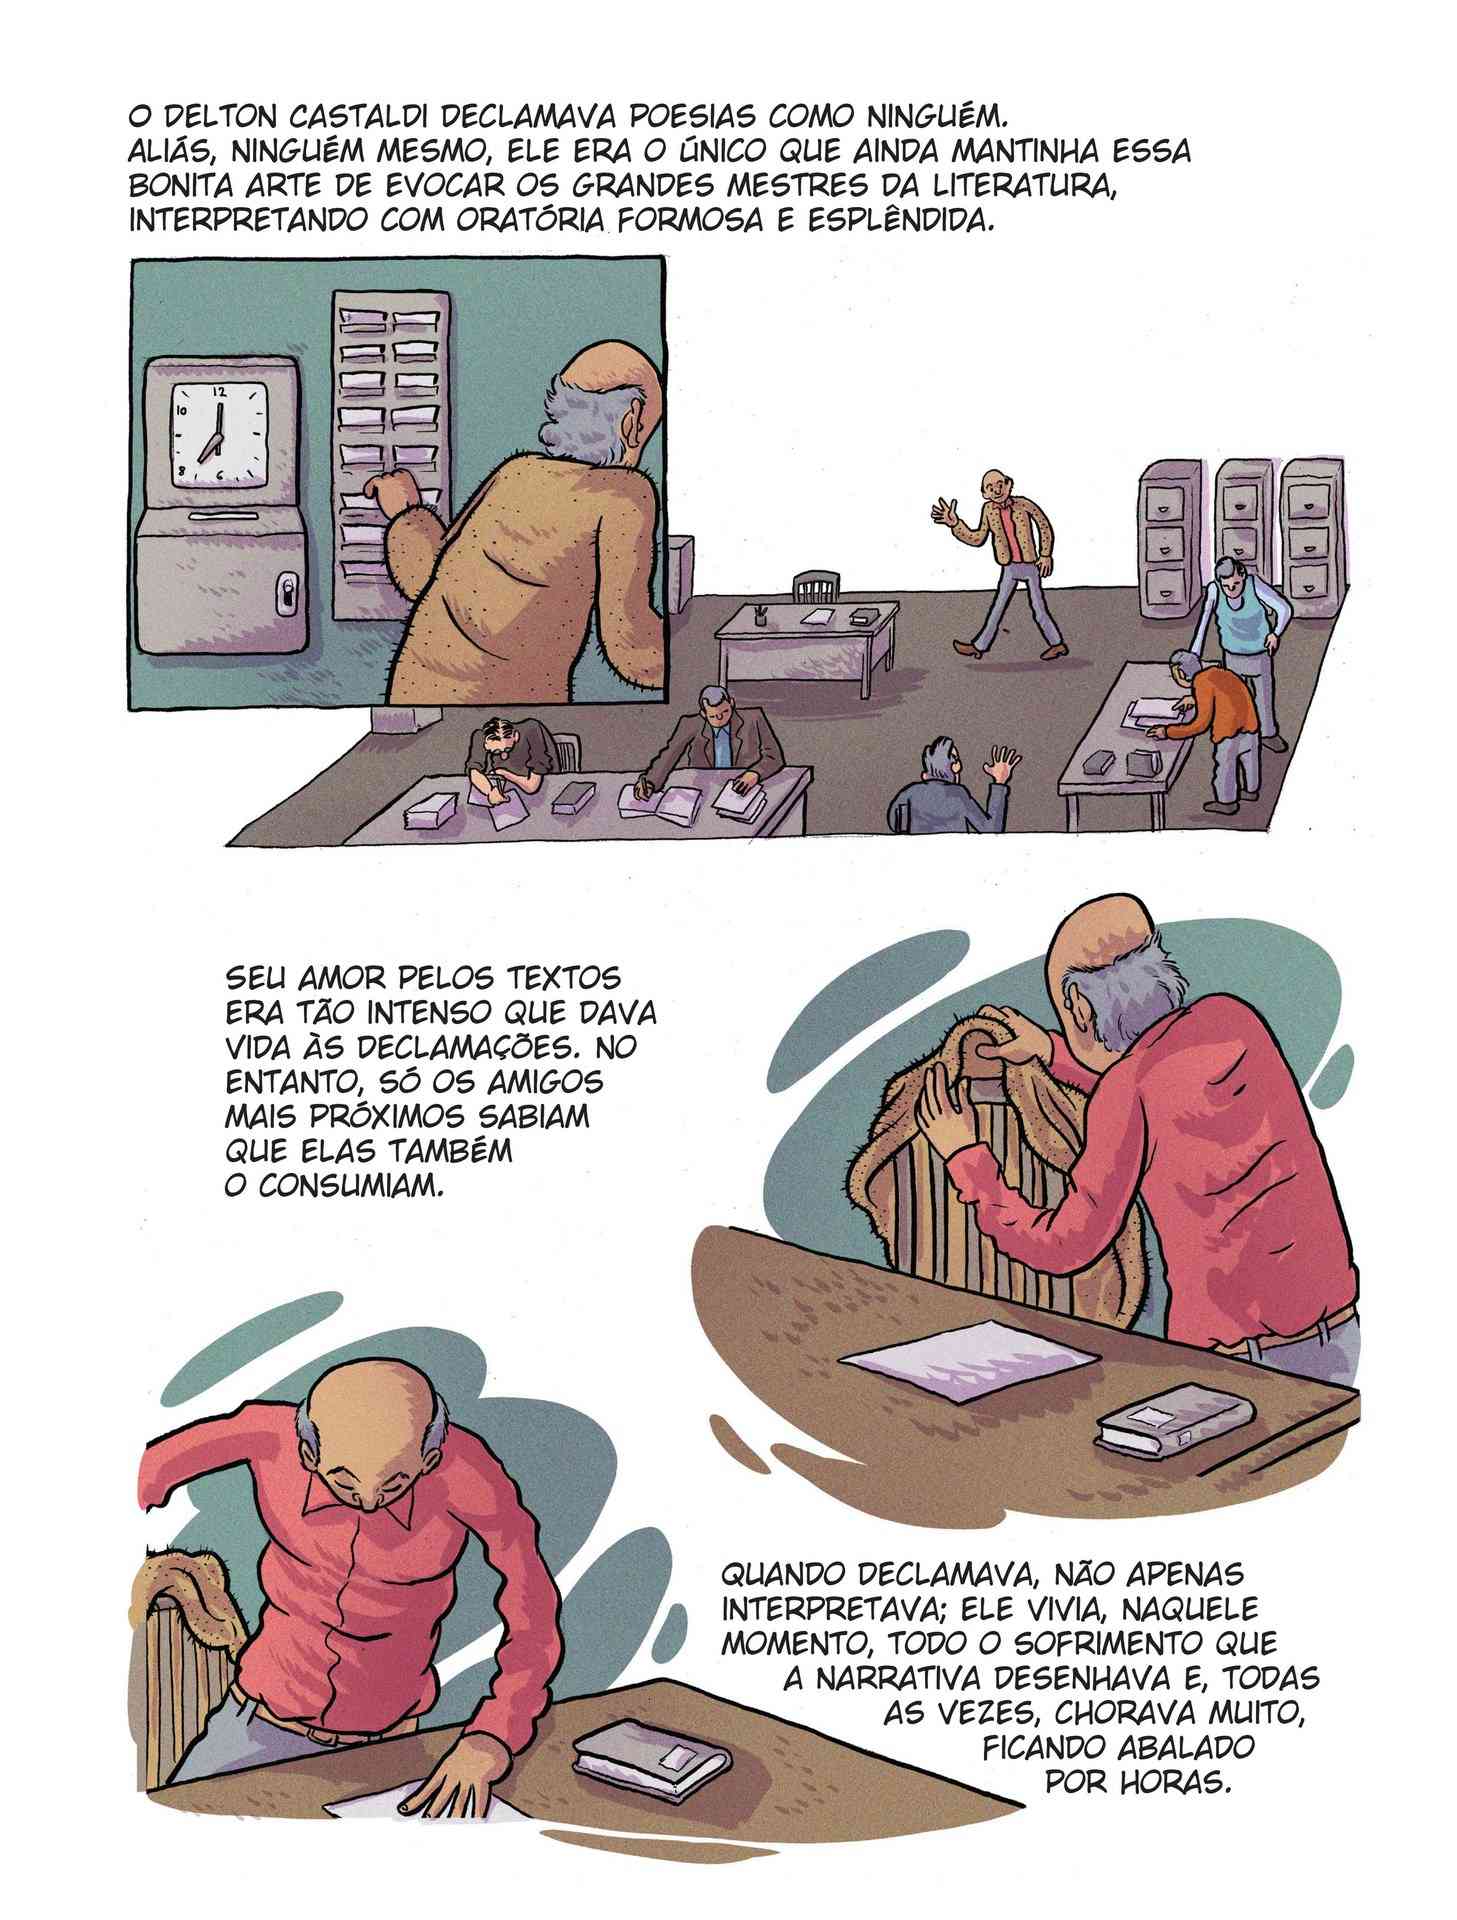 O DELTON CASTALDI DECLAMAVA POESIAS COMO NINGUÉM.
ALIÁS, NINGUÉM MESMO, ELE ERA O ÚNICO QUE AINDA MANTINHA ESSA
BONITA ARTE DE EVOCAR OS GRANDES MESTRES DA LITERATURA,
INTERPRETANDO COM ORATÓRIA FORMOSA E ESPLÊNDIDA.
12
10
8
6
SEU AMOR PELOS TEXTOS
ERA TÃO INTENSO QUE DAVA
VIDA ÀS DECLAMAÇÕES. NO
ENTANTO, SÓ OS AMIGOS
MAIS PRÓXIMOS SABIAM
QUE ELAS TAMBÉM
O CONSUMIAM.
QUANDO DECLAMAVA, NÃO APENAS
INTERPRETAVA; ELE VIVIA, NAQUELE
MOMENTO, TODO O SOFRIMENTO QUE
A NARRATIVA DESENHAVA E, TODAS
AS VEZES, CHORAVA MUITO,
FICANDO ABALADO
POR HORAS.